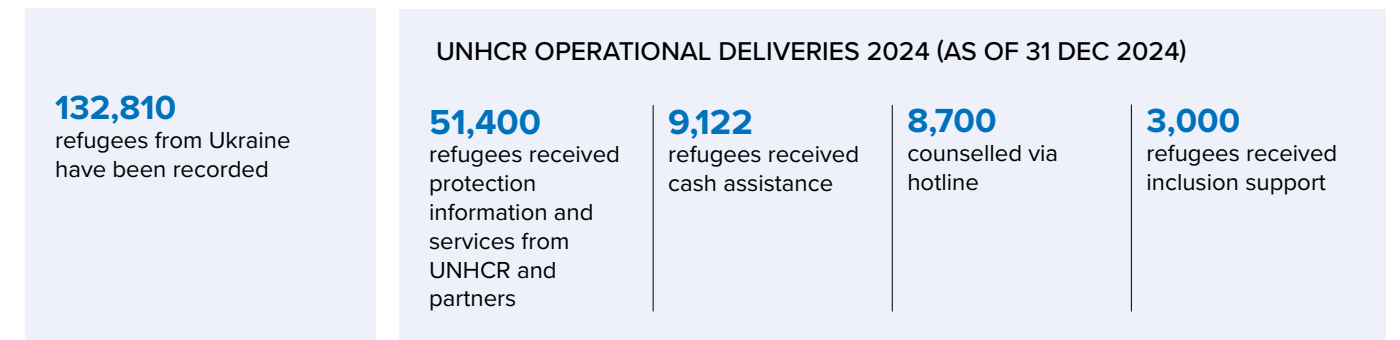 132,810
refugees from Ukraine
have been recorded
UNHCR OPERATIONAL DELIVERIES 2024 (AS OF 31 DEC 2024)
51,400
refugees received
protection
information and
services from
UNHCR and
partners
9,122
refugees received
cash assistance
8,700
counselled via
hotline
3,000
refugees received
inclusion support